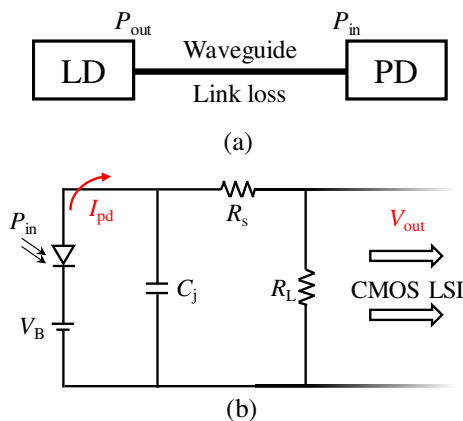 P_out
P_in
LD
Waveguide
PD
Link loss
(a)
P_in
I_pd
R_s
V_out
C_j
R_L
CMOS LSI
V_B
(b)